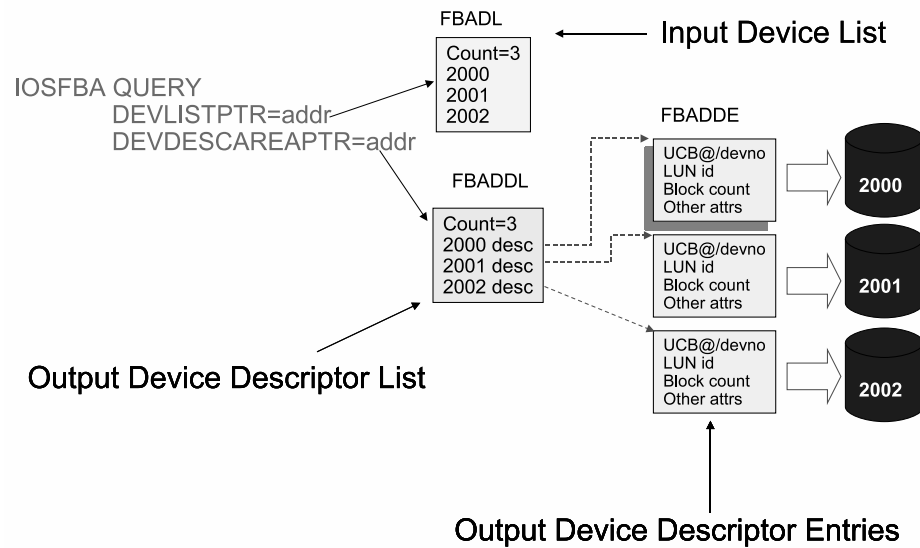 FBADL
Input Device List
Count=3
2000
2001
2002
IOSFBA QUERY
DEVLISTPTR=addr
DEVDESCAREAPTR=addr
FBADDE
UCB@/devno
LUN id
Block count
Other attrs
2000
FBADDL
Count=3
2000 desc
2001 desc
2002 desc
UCB@/devno
LUN id
Block count
Other attrs
2001
UCB@/devno
LUN id
Block count
Other attrs
2002
Output Device Descriptor List
Output Device Descriptor Entries